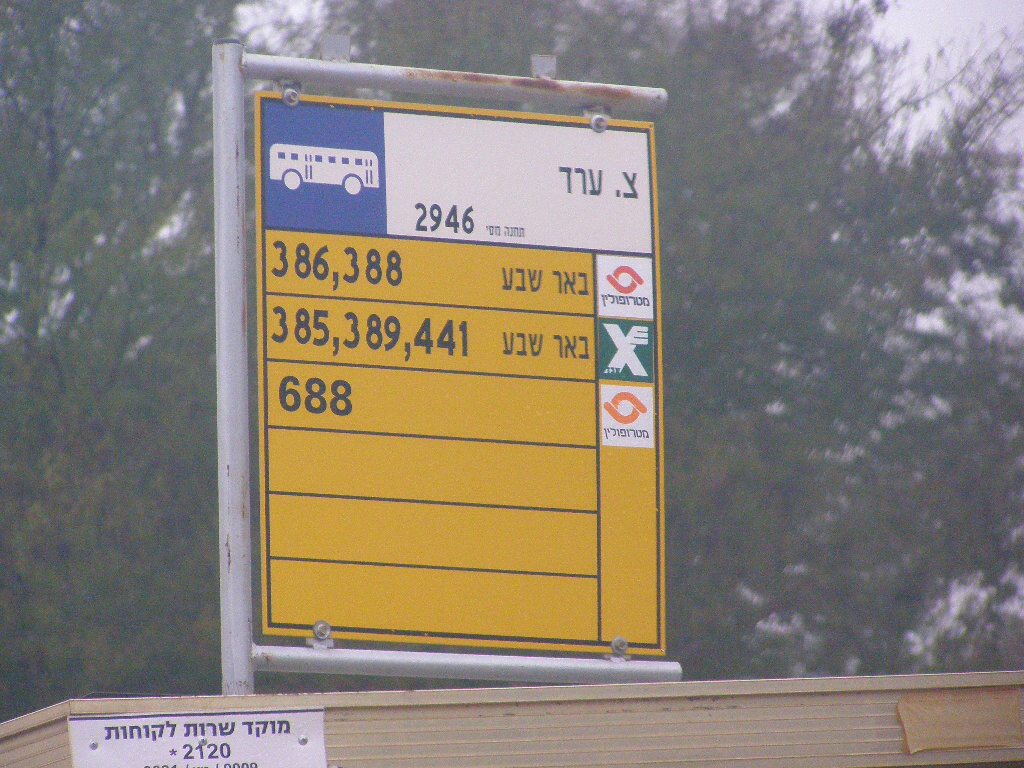 צ. ערד
תחנה מס' 2946
386,388 באר שבע מטרופולין
385,389,441 באר שבע
688 מטרופולין
מוקד שרות לקוחות
2120 *